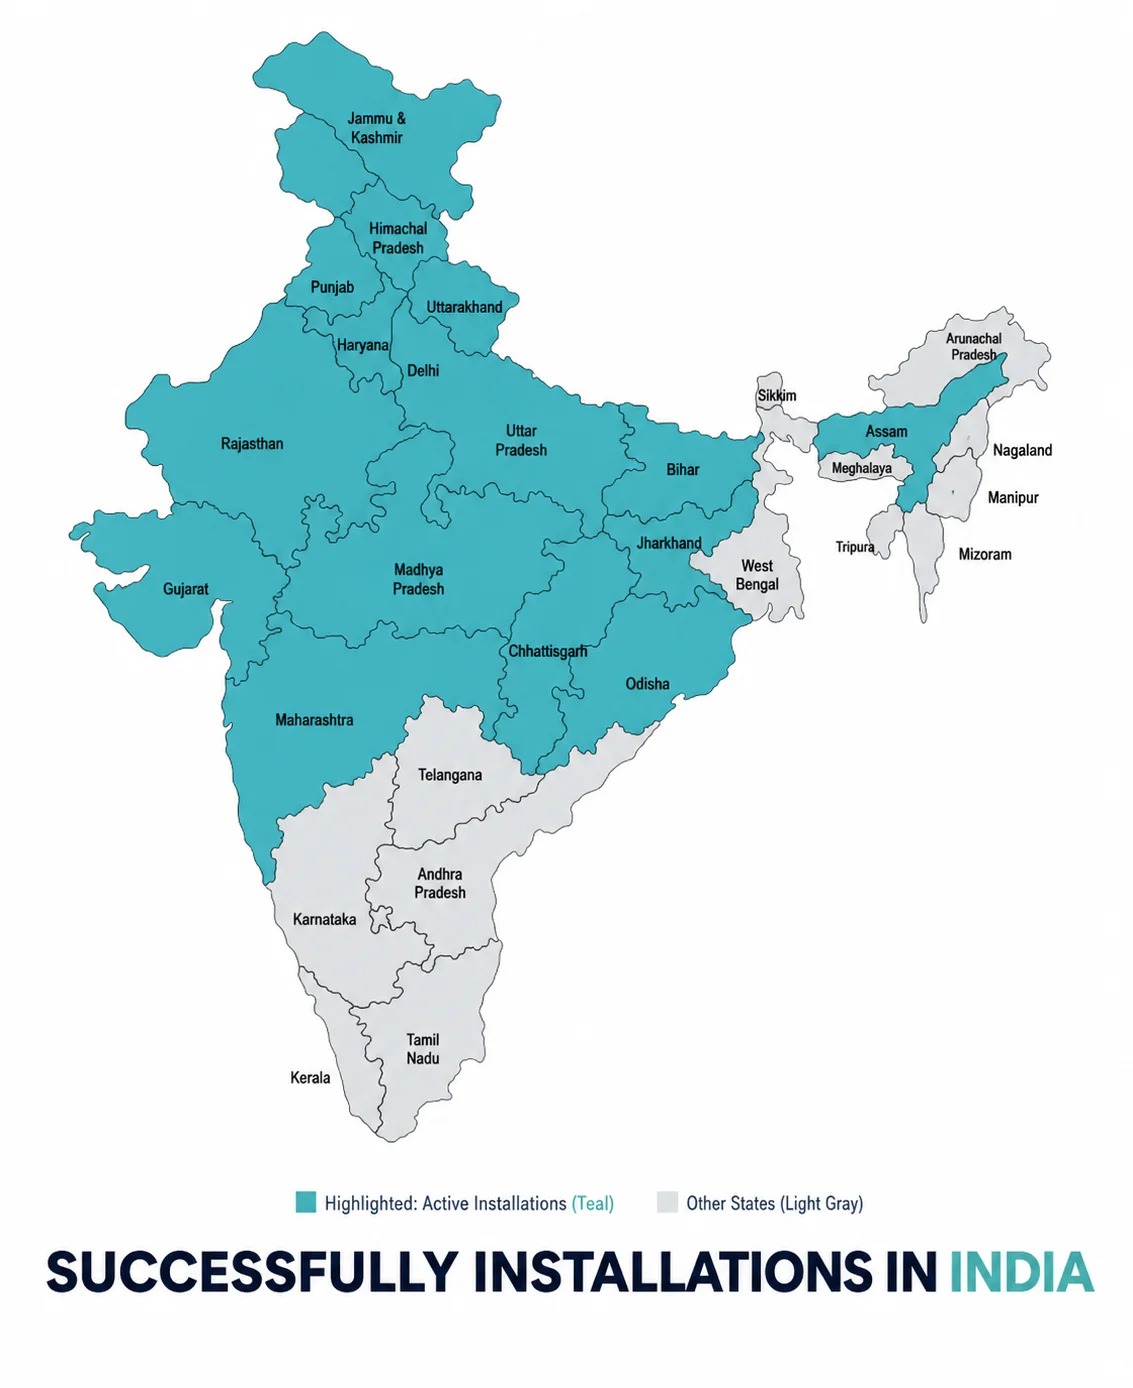 Jammu &
Kashmir
Himachal
Pradesh
Punjab
Uttarakhand
Haryana
Delhi
Arunachal
Pradesh
Sikkim
Rajasthan
Uttar
Pradesh
Bihar
Assam
Nagaland
Meghalaya
Manipur
Jharkhand
Tripura
Mizoram
Gujarat
Madhya
Pradesh
West
Bengal
Chhattisgarh
Odisha
Maharashtra
Telangana
Andhra
Pradesh
Karnataka
Tamil
Nadu
Kerala
Highlighted: Active Installations (Teal)
Other States (Light Gray)
SUCCESSFULLY INSTALLATIONS IN INDIA